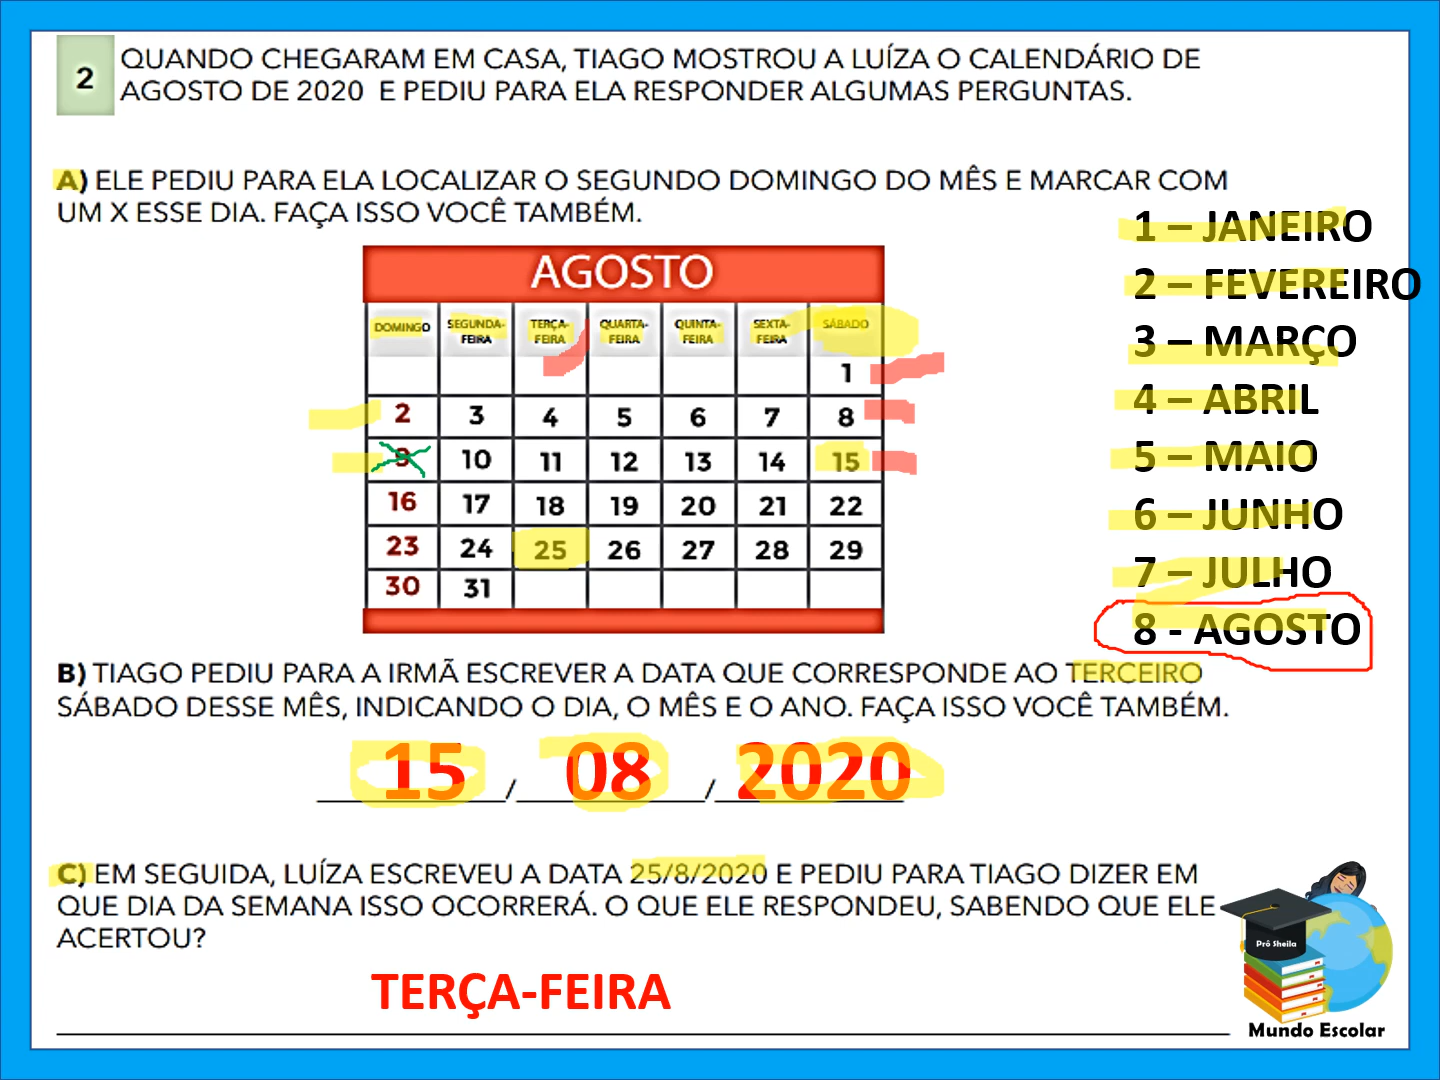 2
QUANDO CHEGARAM EM CASA, TIAGO MOSTROU A LUÍZA O CALENDÁRIO DE
AGOSTO DE 2020 E PEDIU PARA ELA RESPONDER ALGUMAS PERGUNTAS.
A) ELE PEDIU PARA ELA LOCALIZAR O SEGUNDO DOMINGO DO MÊS E MARCAR COM
UM X ESSE DIA. FAÇA ISSO VOCÊ TAMBÉM.
AGOSTO
DOMINGO SEGUNDA-FEIRA TERÇA-FEIRA QUARTA-FEIRA QUINTA-FEIRA SEXTA-FEIRA SÁBADO
1
2 3 4 5 6 7 8
9 10 11 12 13 14 15
16 17 18 19 20 21 22
23 24 25 26 27 28 29
30 31
1 – JANEIRO
2 – FEVEREIRO
3 – MARÇO
4 – ABRIL
5 – MAIO
6 – JUNHO
7 – JULHO
8 - AGOSTO
B) TIAGO PEDIU PARA A IRMÃ ESCREVER A DATA QUE CORRESPONDE AO TERCEIRO
SÁBADO DESSE MÊS, INDICANDO O DIA, O MÊS E O ANO. FAÇA ISSO VOCÊ TAMBÉM.
15 / 08 / 2020
C) EM SEGUIDA, LUÍZA ESCREVEU A DATA 25/8/2020 E PEDIU PARA TIAGO DIZER EM
QUE DIA DA SEMANA ISSO OCORRERÁ. O QUE ELE RESPONDEU, SABENDO QUE ELE
ACERTOU?
TERÇA-FEIRA
Prô Sheila
Mundo Escolar